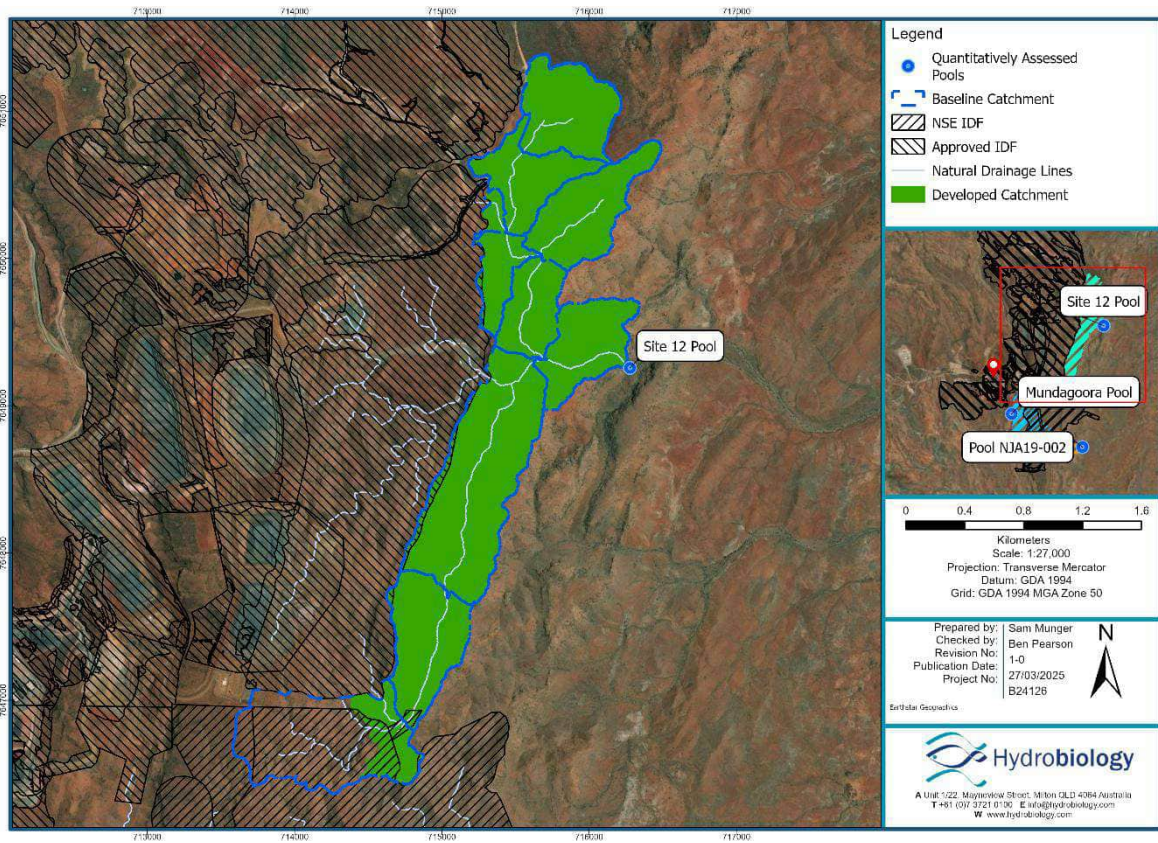 713000 714000 715000 716000 717000
7651000
7650000
7649000
7648000
7647000
Site 12 Pool
713000 714000 715000 716000 717000
Legend
Quantitatively Assessed
Pools
Baseline Catchment
NSE IDF
Approved IDF
Natural Drainage Lines
Developed Catchment
Site 12 Pool
Mundagoora Pool
Pool NJA19-002
0 0.4 0.8 1.2 1.6
Kilometers
Scale: 1:27,000
Projection: Transverse Mercator
Datum: GDA 1994
Grid: GDA 1994 MGA Zone 50
Prepared by: Sam Munger
Checked by: Ben Pearson
Revision No: 1-0
Publication Date: 27/03/2025
Project No: B24126
N
Earthstar Geographics
Hydrobiology
A Unit 1/22, Mayneview Street, Milton QLD 4064 Australia
T +61 (0)7 3721 0100 E info@hydrobiology.com
W www.hydrobiology.com